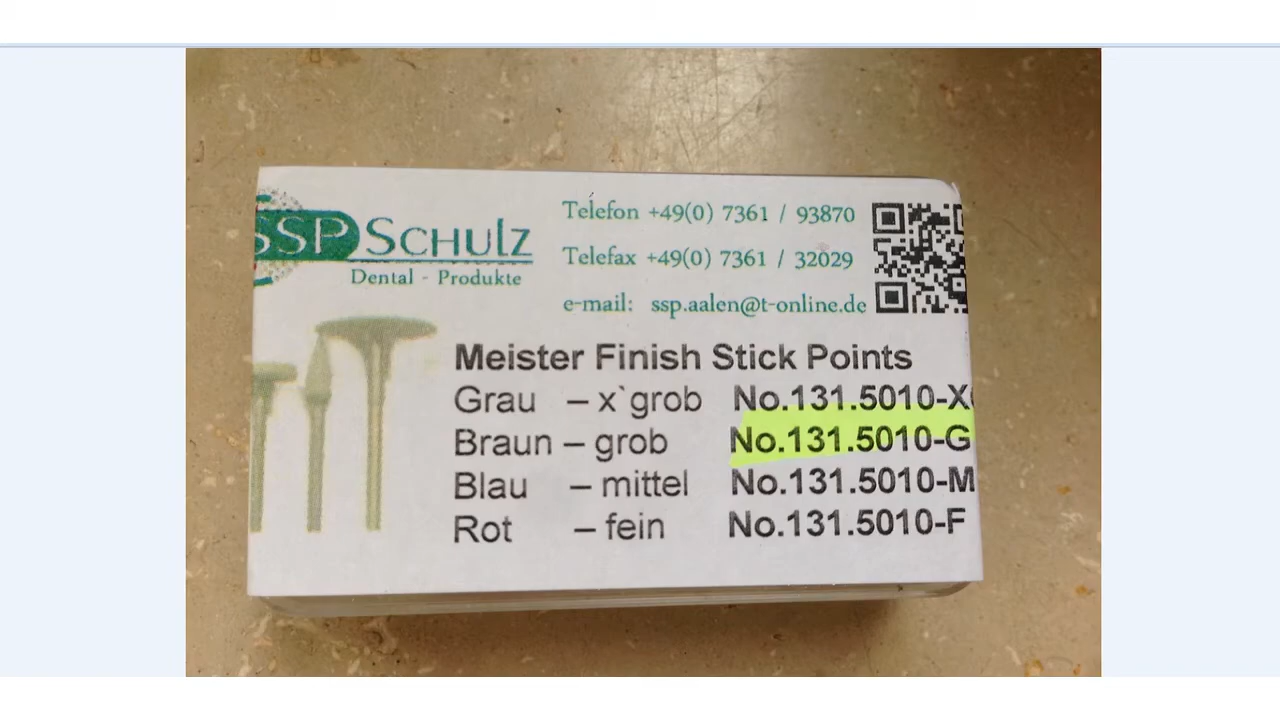 SSP SCHULZ
Dental - Produkte
Telefon +49(0) 7361 / 93870
Telefax +49(0) 7361 / 32029
e-mail: ssp.aalen@t-online.de
Meister Finish Stick Points
Grau – x`grob No.131.5010-X
Braun – grob No.131.5010-G
Blau – mittel No.131.5010-M
Rot – fein No.131.5010-F